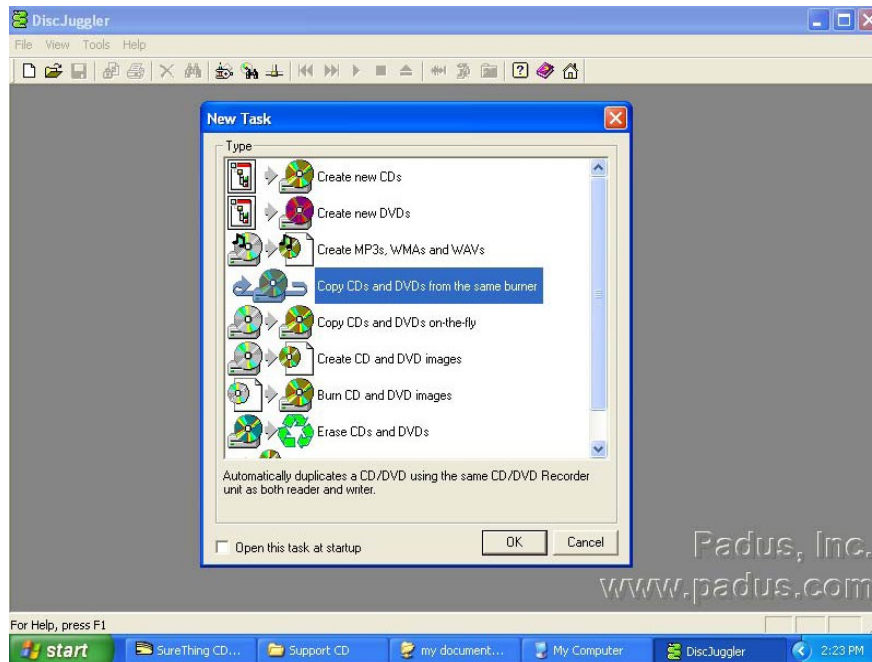 DiscJuggler
File View Tools Help
New Task
Type
Create new CDs
Create new DVDs
Create MP3s, WMAs and WAVs
Copy CDs and DVDs from the same burner
Copy CDs and DVDs on-the-fly
Create CD and DVD images
Burn CD and DVD images
Erase CDs and DVDs
Automatically duplicates a CD/DVD using the same CD/DVD Recorder
unit as both reader and writer.
Open this task at startup
OK Cancel
Padus, Inc.
www.padus.com
For Help, press F1
start SureThing CD... Support CD my document... My Computer DiscJuggler 2:23 PM